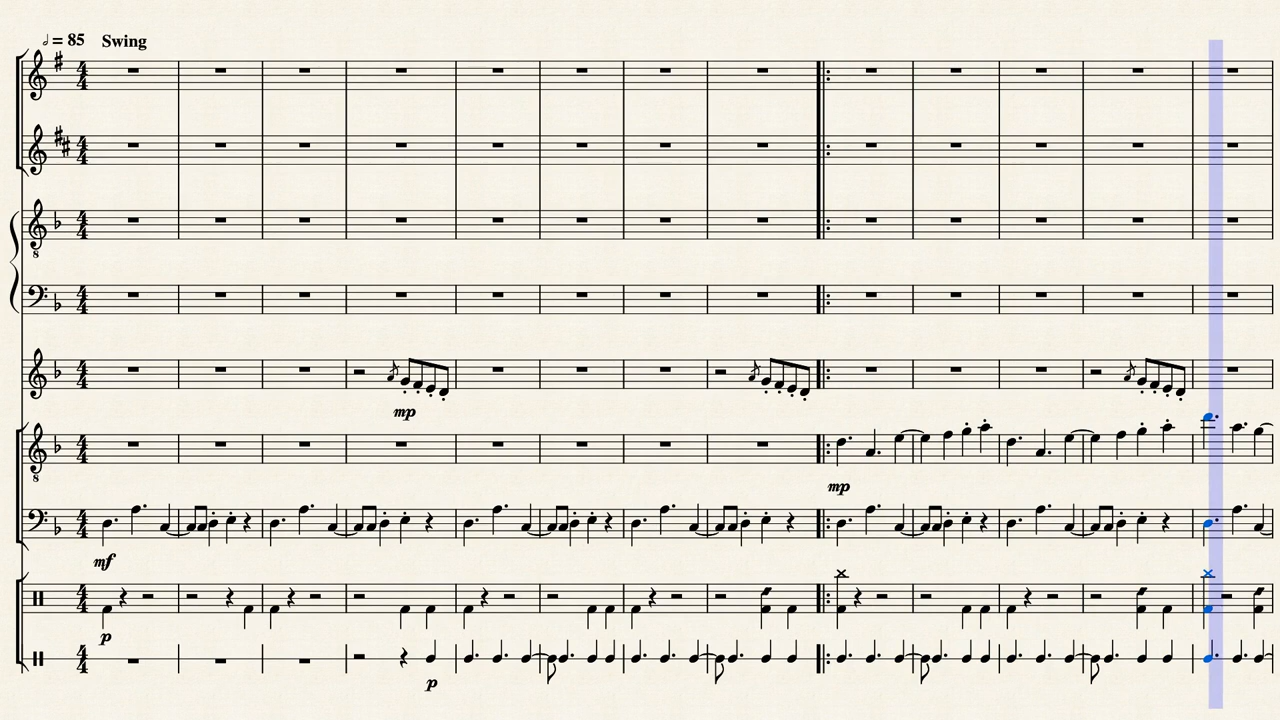 𝅗𝅥 = 85 Swing
mp
mp
mf
p
p